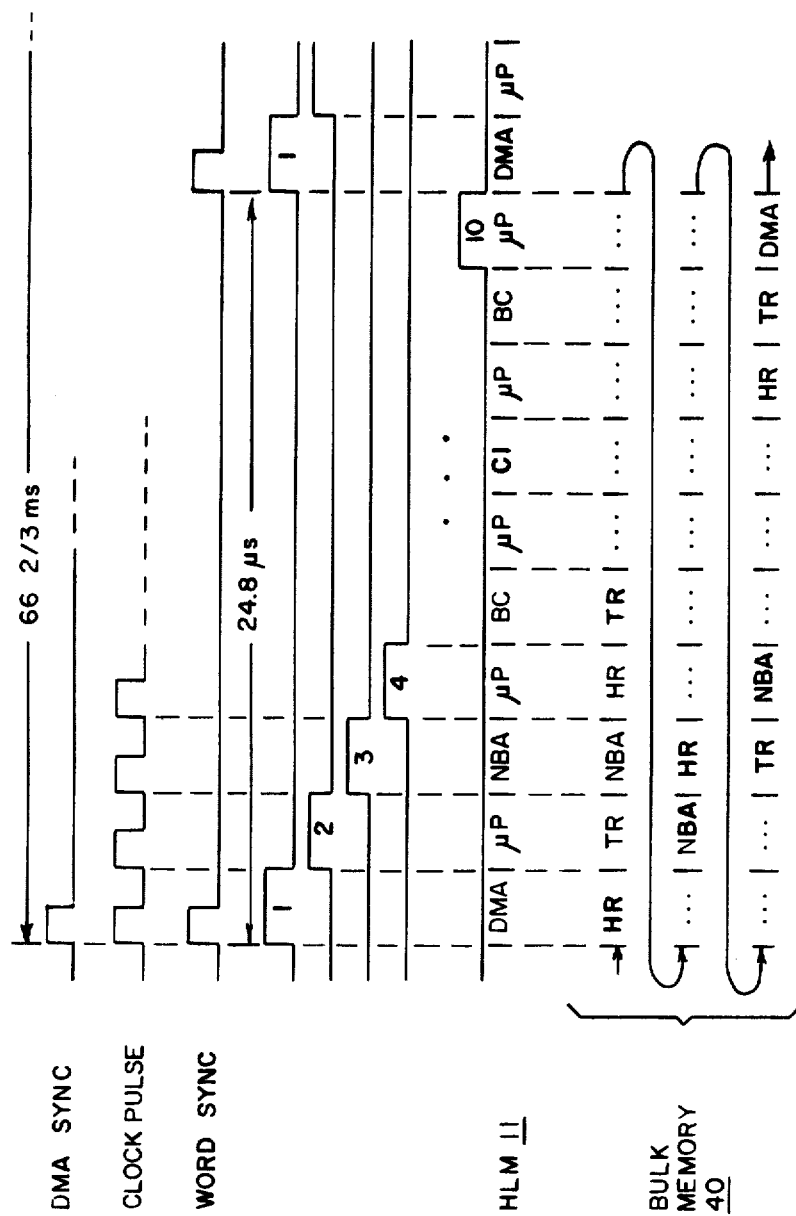 66 2/3 ms
DMA SYNC
CLOCK PULSE
WORD SYNC
24.8 µs
1 1
2
3
4
. . .
10
HLM 11 DMA | µP | NBA | µP | BC | µP | CI | µP | BC | µP | DMA | µP |
BULK
MEMORY
40
HR | TR | NBA | HR | TR | ···· | ···· | ···· | ···· | ···· |
···· | NBA | HR | ···· | ···· | ···· | ···· | ···· | ···· | ···· |
···· | TR | NBA | ···· | ···· | ···· | ···· | HR | TR | DMA